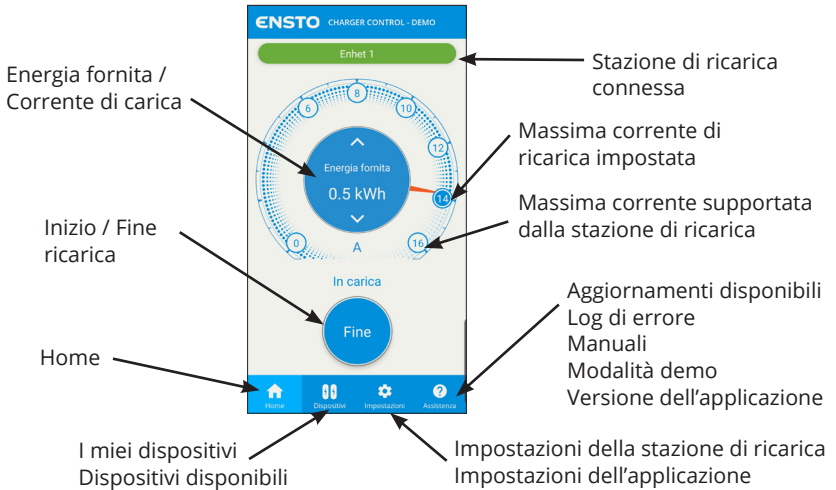 ENSTO CHARGER CONTROL - DEMO
Enhet 1
Energia fornita /
Corrente di carica
Stazione di ricarica
connessa
Massima corrente di
ricarica impostata
Massima corrente supportata
dalla stazione di ricarica
6
8
10
12
14
16
0
Energia fornita
0.5 kWh
A
Inizio / Fine
ricarica
In carica
Fine
Home
Aggiornamenti disponibili
Log di errore
Manuali
Modalità demo
Versione dell'applicazione
Home
Dispositivi
Impostazioni
Assistenza
I miei dispositivi
Dispositivi disponibili
Impostazioni della stazione di ricarica
Impostazioni dell'applicazione